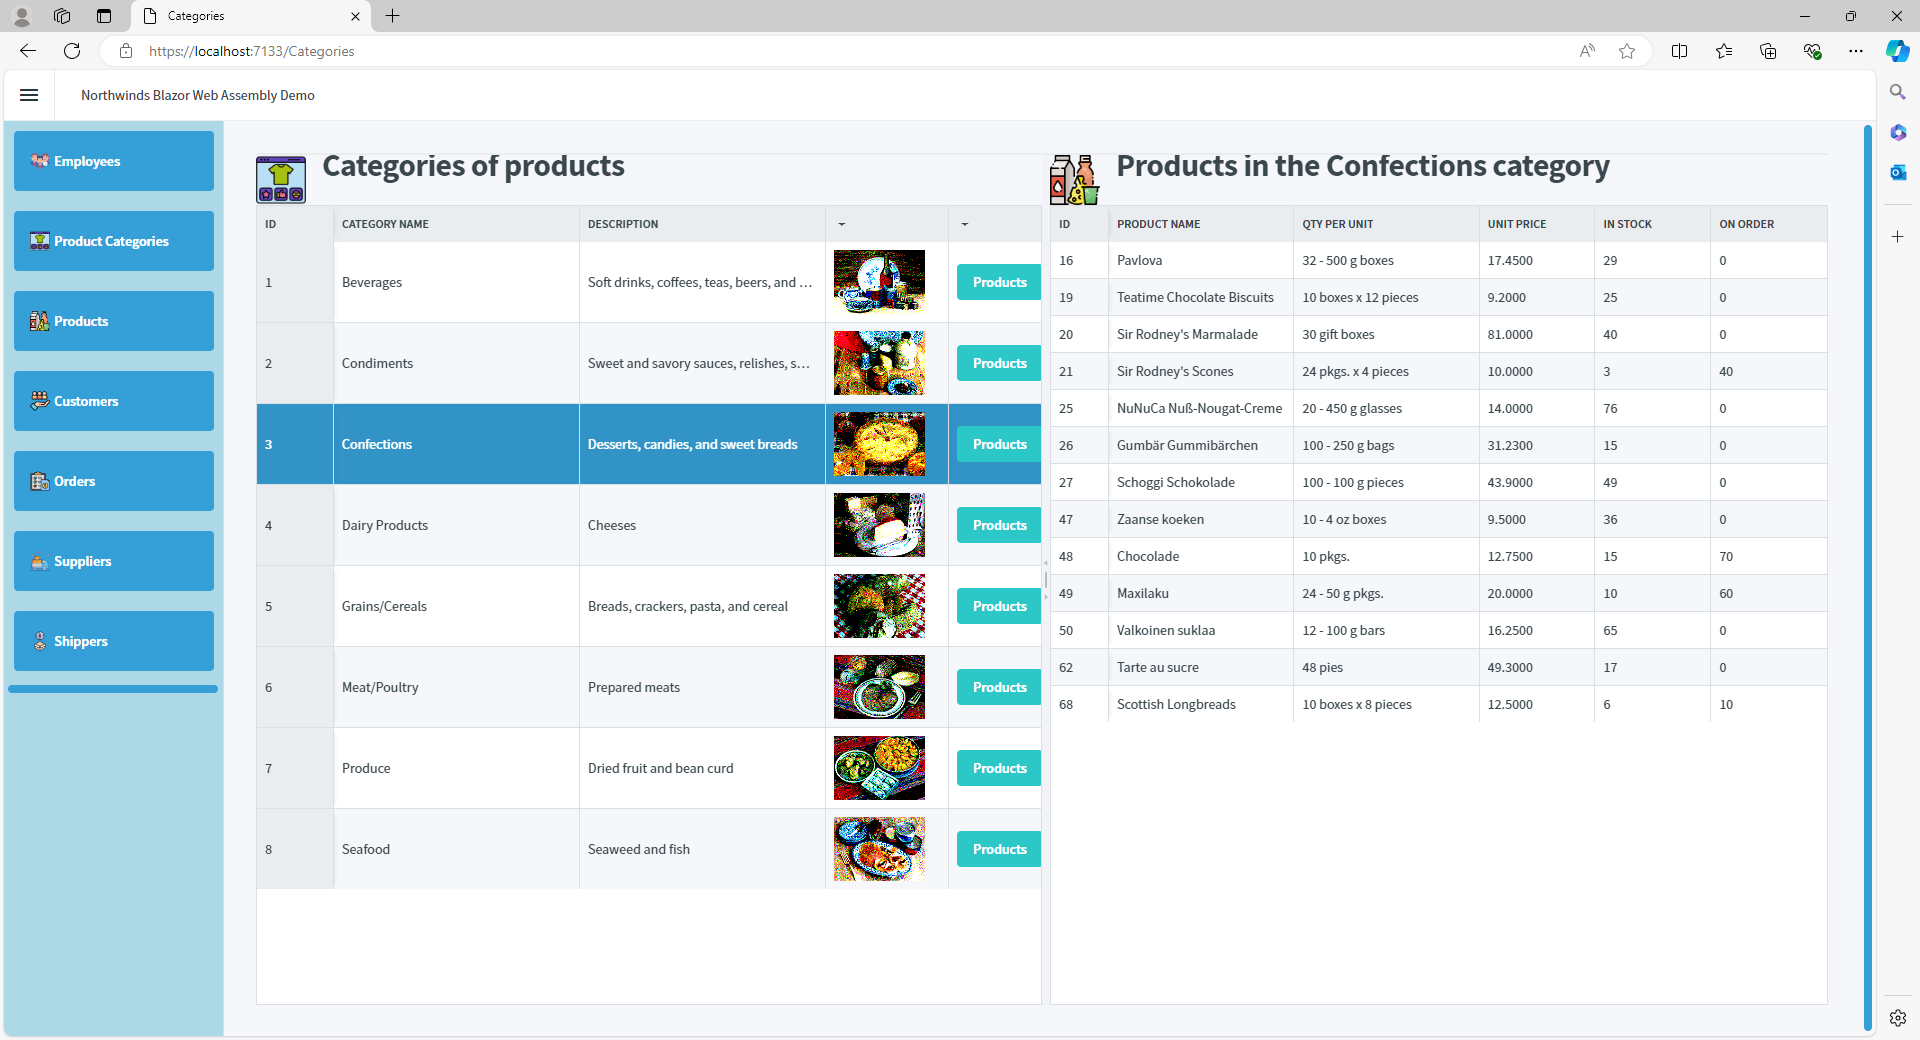 Categories
https://localhost:7133/Categories
Northwinds Blazor Web Assembly Demo
Employees
Product Categories
Products
Customers
Orders
Suppliers
Shippers
Categories of products
ID CATEGORY NAME DESCRIPTION
1 Beverages Soft drinks, coffees, teas, beers, and ... Products
2 Condiments Sweet and savory sauces, relishes, s... Products
3 Confections Desserts, candies, and sweet breads Products
4 Dairy Products Cheeses Products
5 Grains/Cereals Breads, crackers, pasta, and cereal Products
6 Meat/Poultry Prepared meats Products
7 Produce Dried fruit and bean curd Products
8 Seafood Seaweed and fish Products
Products in the Confections category
ID PRODUCT NAME QTY PER UNIT UNIT PRICE IN STOCK ON ORDER
16 Pavlova 32 - 500 g boxes 17.4500 29 0
19 Teatime Chocolate Biscuits 10 boxes x 12 pieces 9.2000 25 0
20 Sir Rodney's Marmalade 30 gift boxes 81.0000 40 0
21 Sir Rodney's Scones 24 pkgs. x 4 pieces 10.0000 3 40
25 NuNuCa Nuß-Nougat-Creme 20 - 450 g glasses 14.0000 76 0
26 Gumbär Gummibärchen 100 - 250 g bags 31.2300 15 0
27 Schoggi Schokolade 100 - 100 g pieces 43.9000 49 0
47 Zaanse koeken 10 - 4 oz boxes 9.5000 36 0
48 Chocolade 10 pkgs. 12.7500 15 70
49 Maxilaku 24 - 50 g pkgs. 20.0000 10 60
50 Valkoinen suklaa 12 - 100 g bars 16.2500 65 0
62 Tarte au sucre 48 pies 49.3000 17 0
68 Scottish Longbreads 10 boxes x 8 pieces 12.5000 6 10